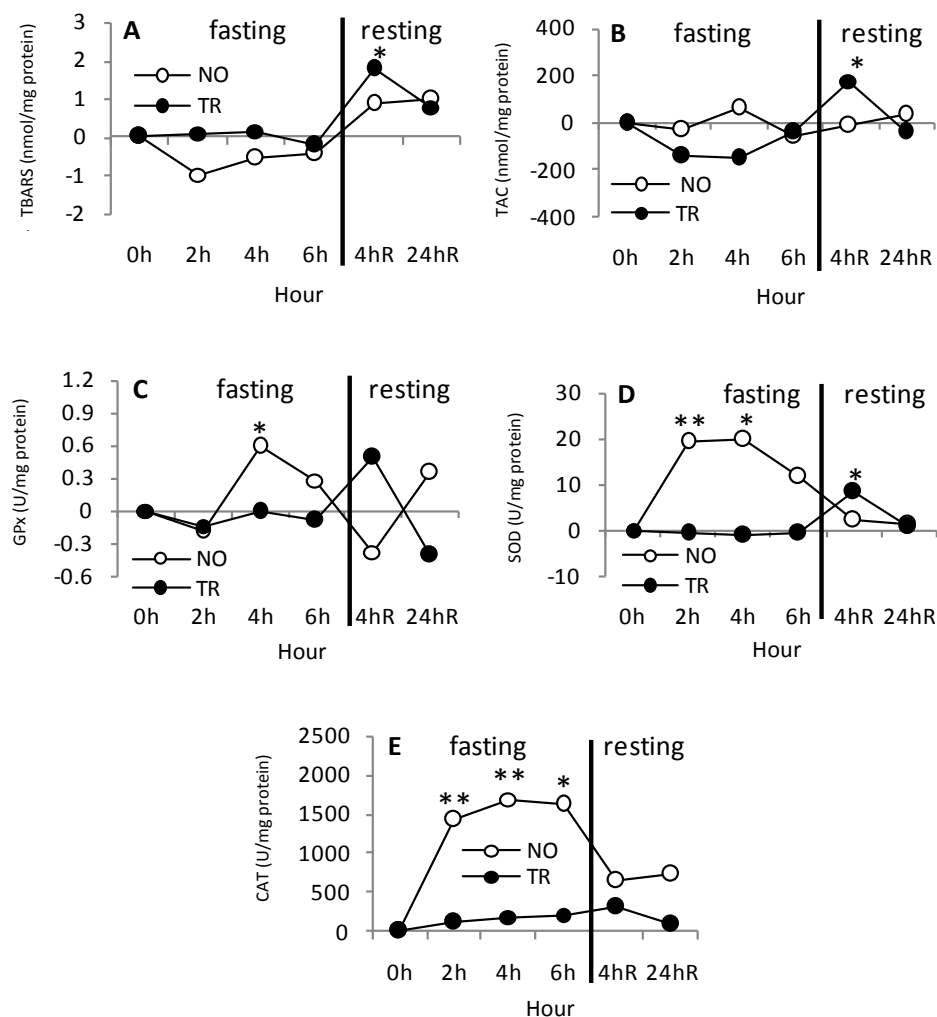 A fasting resting
TBARS (nmol/mg protein)
3
2
1
0
-1
-2
*
NO
TR
0h 2h 4h 6h 4hR 24hR
Hour
B fasting resting
TAC (nmol/mg protein)
400
200
0
-200
-400
*
NO
TR
0h 2h 4h 6h 4hR 24hR
Hour
C fasting resting
GPx (U/mg protein)
1.2
0.9
0.6
0.3
0
-0.3
-0.6
*
NO
TR
0h 2h 4h 6h 4hR 24hR
Hour
D fasting resting
SOD (U/mg protein)
30
20
10
0
-10
** *
*
NO
TR
0h 2h 4h 6h 4hR 24hR
Hour
E fasting resting
CAT (U/mg protein)
2500
2000
1500
1000
500
0
** ** *
NO
TR
0h 2h 4h 6h 4hR 24hR
Hour